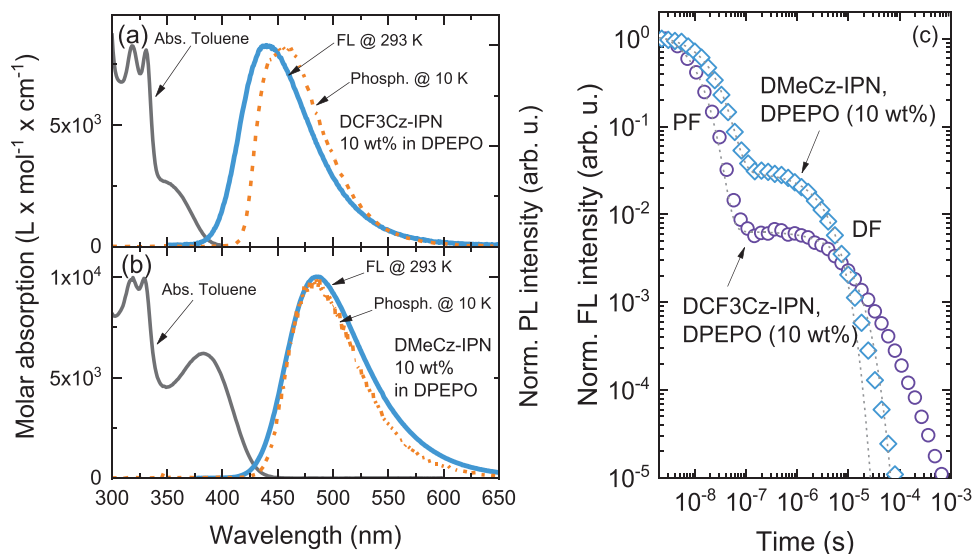 (a)
Abs. Toluene
FL @ 293 K
Phosph. @ 10 K
DCF3Cz-IPN
10 wt% in DPEPO
5x10³
0
(b)
1x10⁴
Abs. Toluene
FL @ 293 K
Phosph. @ 10 K
DMeCz-IPN
10 wt%
in DPEPO
5x10³
0
300 350 400 450 500 550 600 650
Wavelength (nm)
Molar absorption (L x mol⁻¹ x cm⁻¹)
Norm. PL intensity (arb. u.)
(c)
Norm. FL intensity (arb. u.)
10⁰
10⁻¹
10⁻²
10⁻³
10⁻⁴
10⁻⁵
PF
DMeCz-IPN,
DPEPO (10 wt%)
DF
DCF3Cz-IPN,
DPEPO (10 wt%)
10⁻⁸ 10⁻⁷ 10⁻⁶ 10⁻⁵ 10⁻⁴ 10⁻³
Time (s)